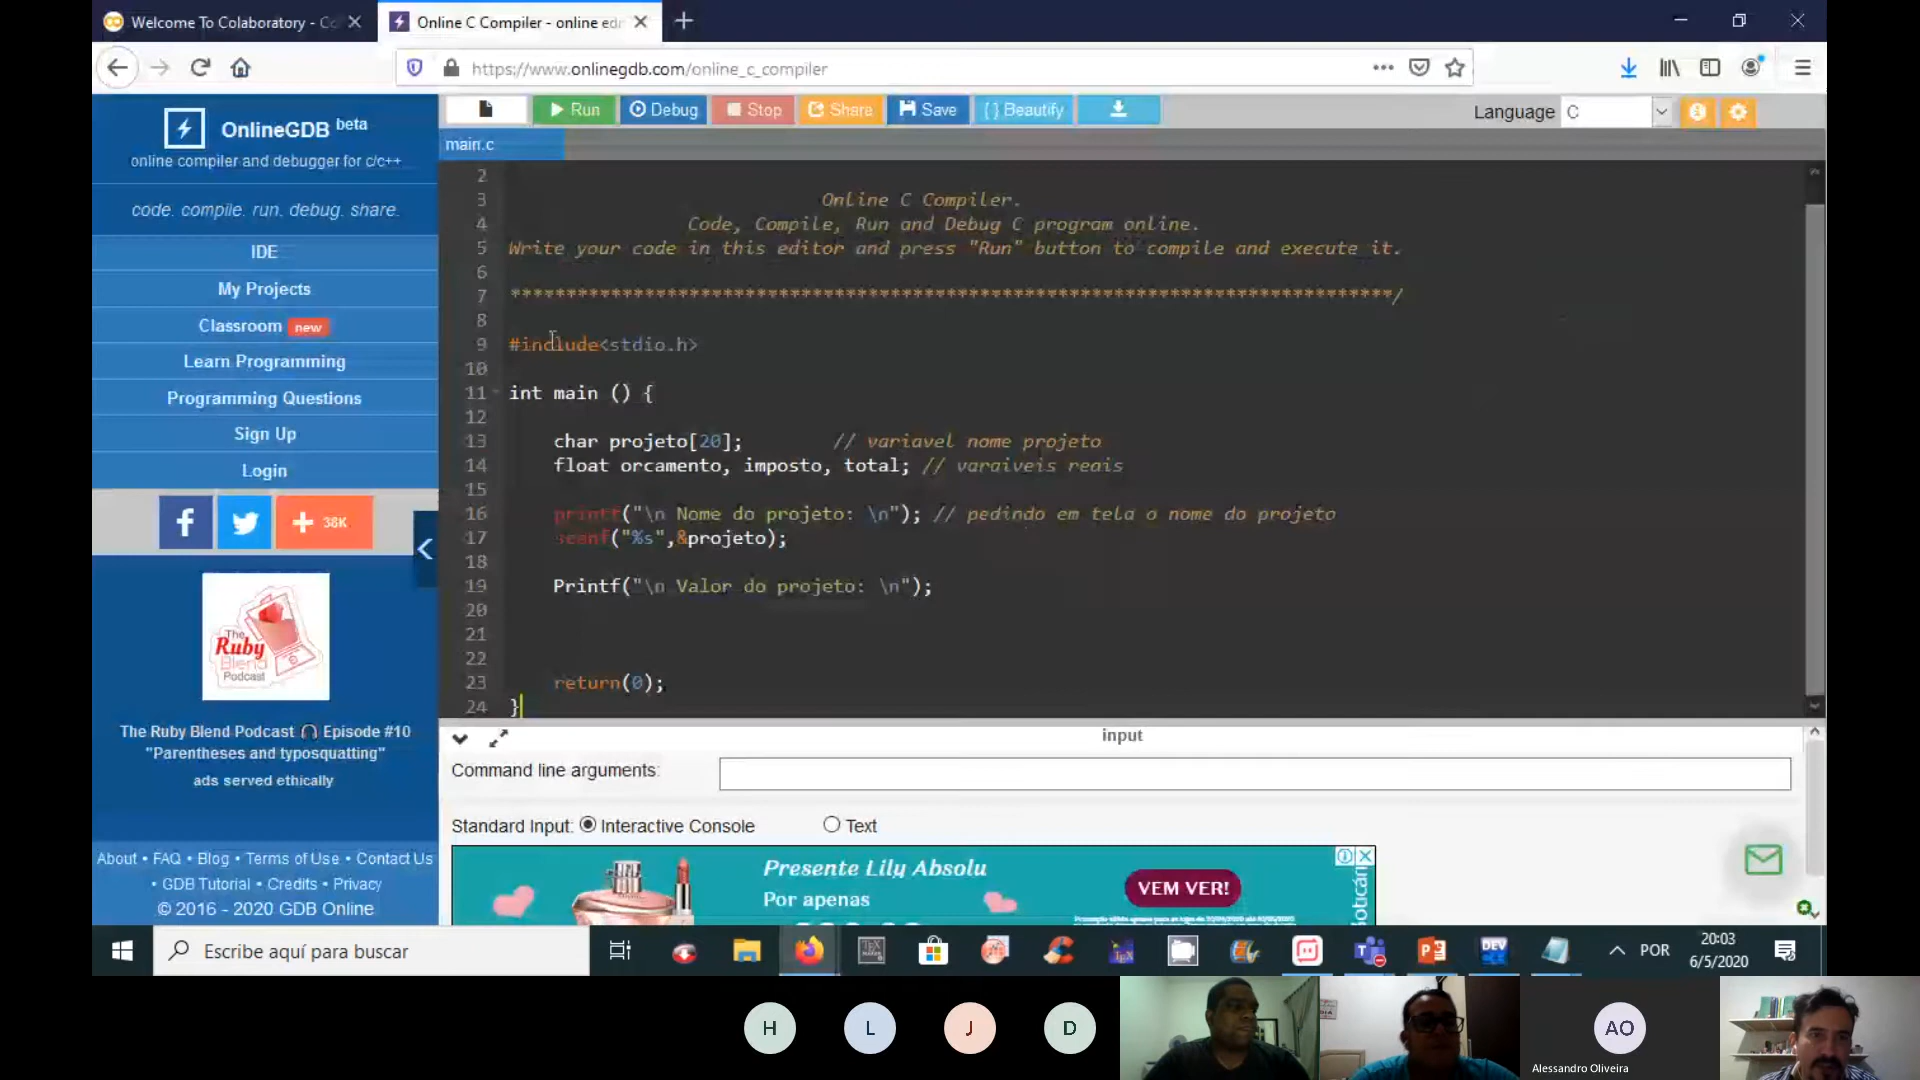 Welcome To Colaboratory - Co
Online C Compiler - online edi
https://www.onlinegdb.com/online_c_compiler
OnlineGDB beta
online compiler and debugger for c/c++
code. compile. run. debug. share.
IDE
My Projects
Classroom new
Learn Programming
Programming Questions
Sign Up
Login
f
+ 38K
The
Ruby
Blend
Podcast
The Ruby Blend Podcast 🎧 Episode #10
"Parentheses and typosquatting"
ads served ethically
About • FAQ • Blog • Terms of Use • Contact Us
• GDB Tutorial • Credits • Privacy
© 2016 - 2020 GDB Online
Run Debug Stop Share Save { } Beautify
Language C
main.c
2
3 Online C Compiler.
4 Code, Compile, Run and Debug C program online.
5 Write your code in this editor and press "Run" button to compile and execute it.
6
7 *******************************************************************************/
8
9 #include<stdio.h>
10
11 int main () {
12
13 char projeto[20]; // variavel nome projeto
14 float orcamento, imposto, total; // varaiveis reais
15
16 printf("\n Nome do projeto: \n"); // pedindo em tela o nome do projeto
17 scanf("%s",&projeto);
18
19 Printf("\n Valor do projeto: \n");
20
21
22
23 return(0);
24 }
input
Command line arguments:
Standard Input: Interactive Console Text
Presente Lily Absolu
Por apenas
VEM VER!
Escribe aquí para buscar
DEV
POR
20:03
6/5/2020
H L J D AO
Alessandro Oliveira